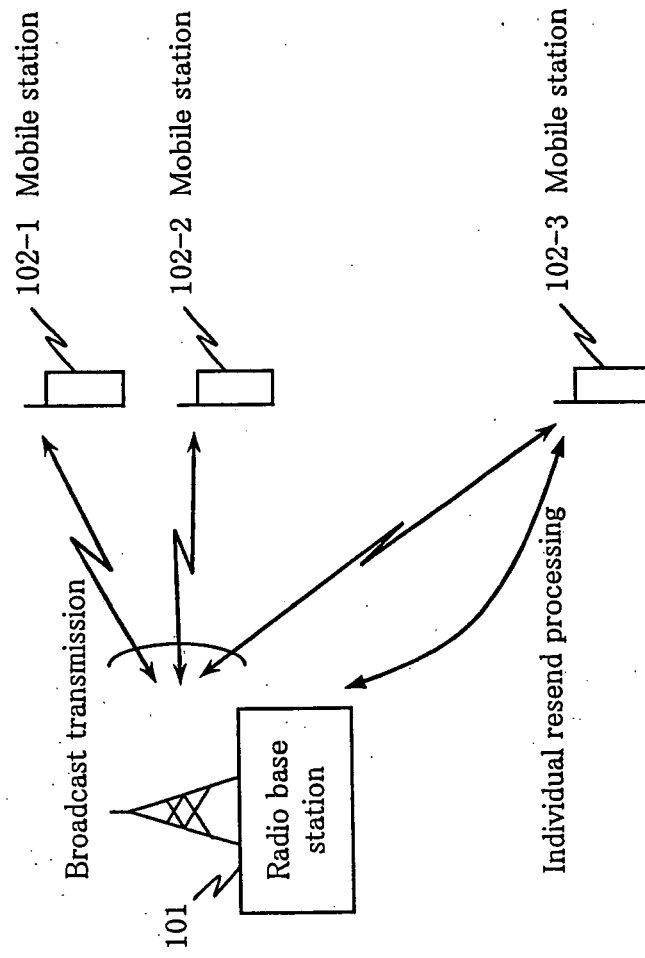 Broadcast transmission
101
Radio base
station
102-1 Mobile station
102-2 Mobile station
102-3 Mobile station
Individual resend processing